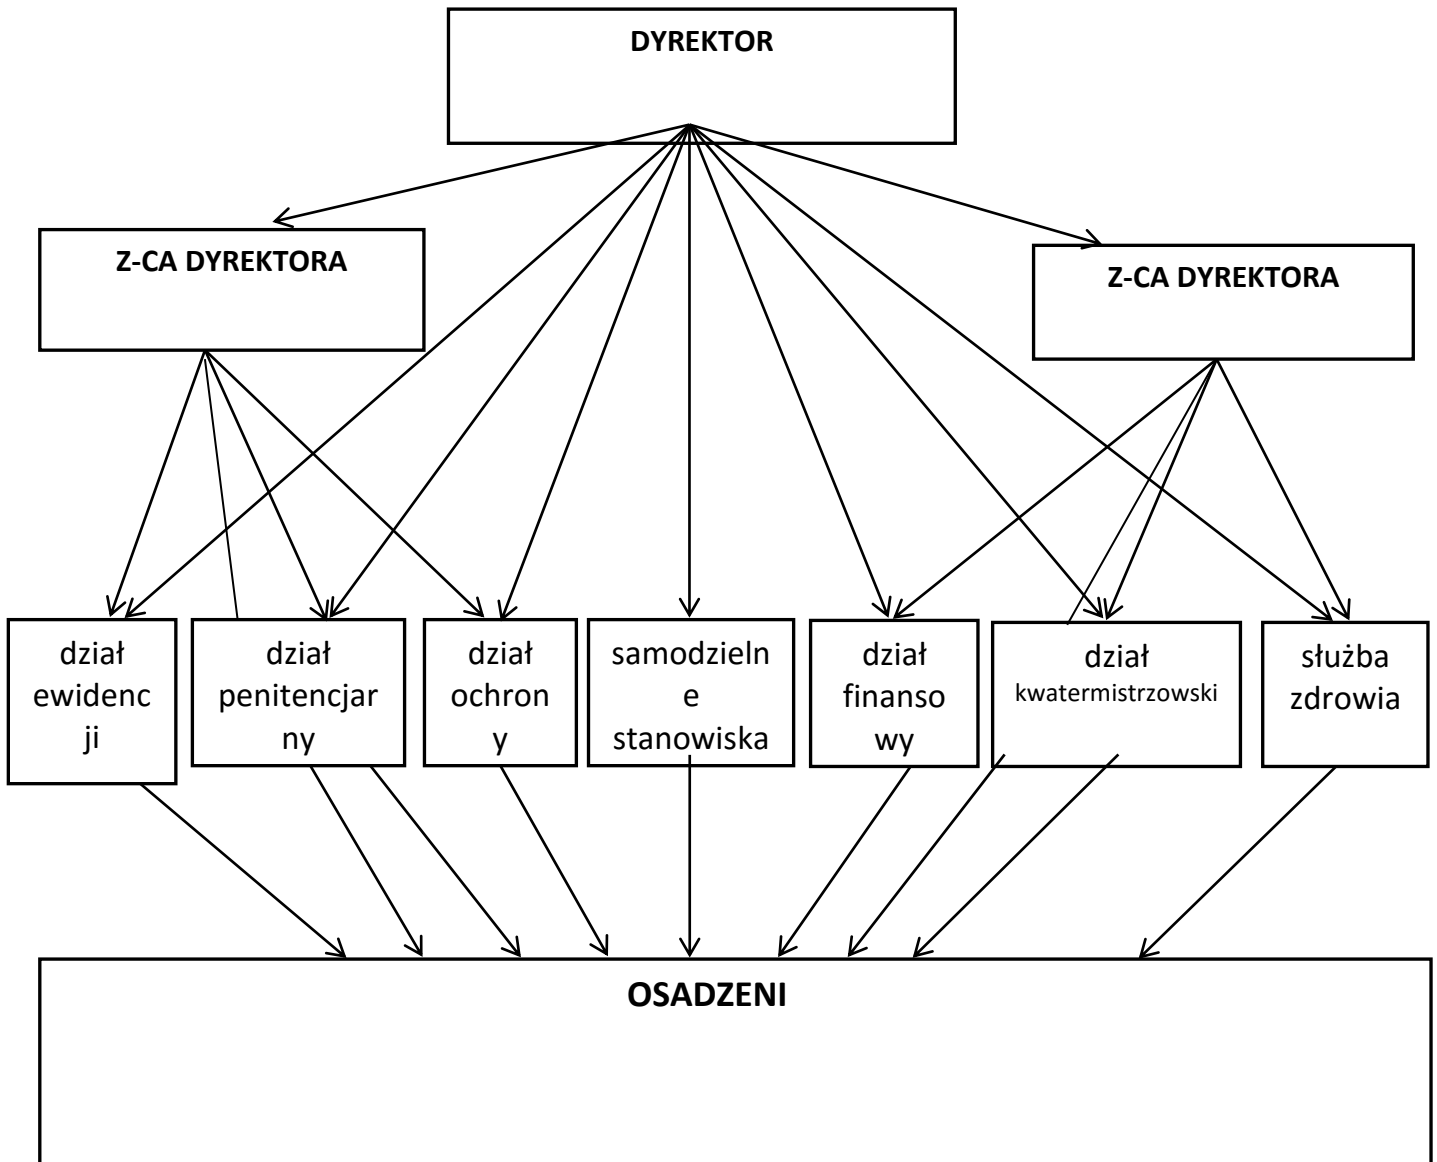 DYREKTOR
Z-CA DYREKTORA
Z-CA DYREKTORA
dział
ewidenc
ji
dział
penitencjar
ny
dział
ochron
y
samodzieln
e
stanowiska
dział
finanso
wy
dział
kwatermistrzowski
służba
zdrowia
OSADZENI